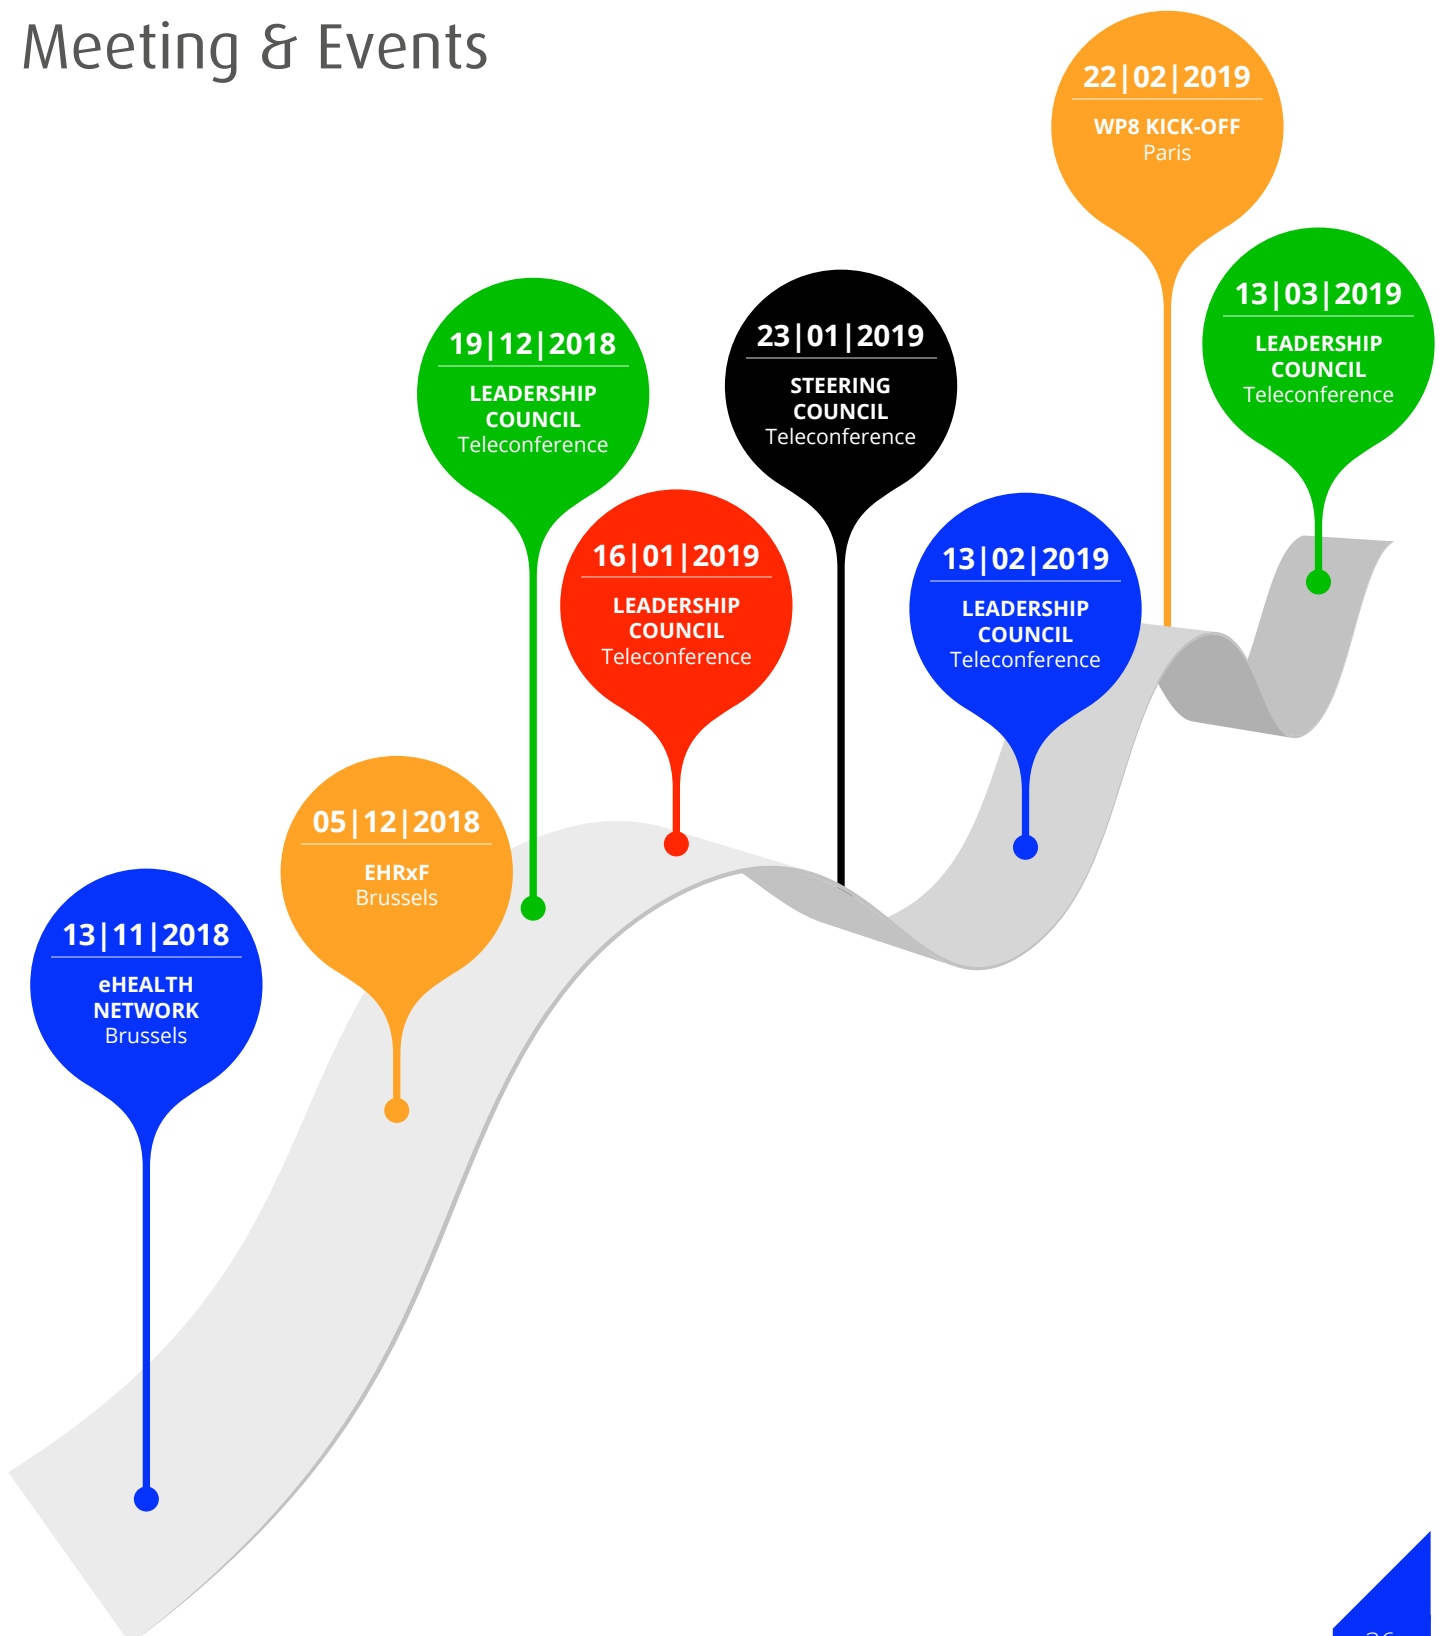 Meeting & Events
22|02|2019
WP8 KICK-OFF
Paris
13|03|2019
LEADERSHIP
COUNCIL
Teleconference
19|12|2018
LEADERSHIP
COUNCIL
Teleconference
23|01|2019
STEERING
COUNCIL
Teleconference
16|01|2019
LEADERSHIP
COUNCIL
Teleconference
13|02|2019
LEADERSHIP
COUNCIL
Teleconference
05|12|2018
EHRxF
Brussels
13|11|2018
eHEALTH
NETWORK
Brussels